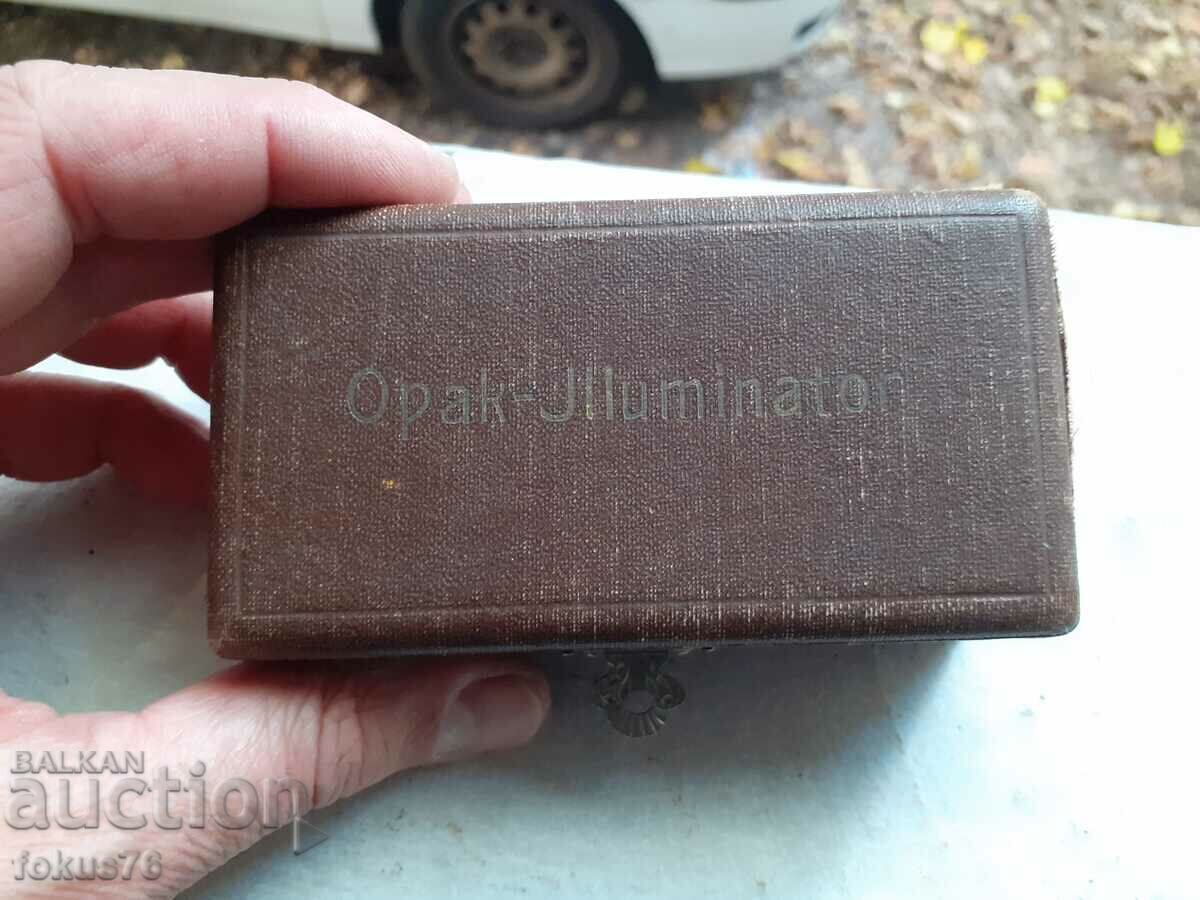 Opak-Jlluminator
BALKAN
auction
fokus76